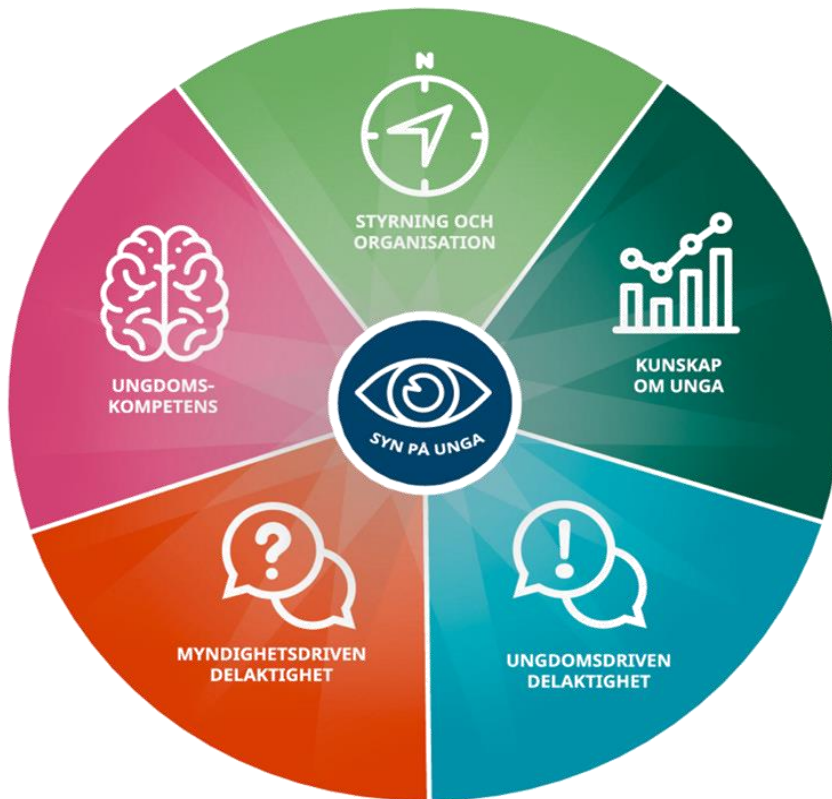 N
STYRNING OCH
ORGANISATION
KUNSKAP
OM UNGA
UNGDOMS-
KOMPETENS
SYN PÅ UNGA
?
!
MYNDIGHETSDRIVEN
DELAKTIGHET
UNGDOMSDRIVEN
DELAKTIGHET